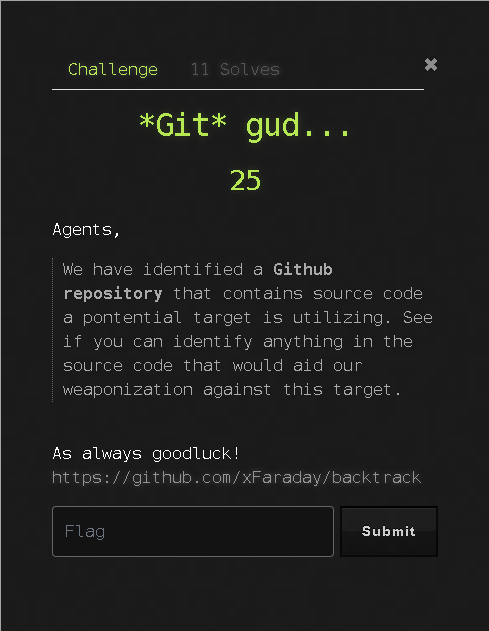 Challenge 11 Solves ✖
*Git* gud...
25
Agents,
We have identified a Github
repository that contains source code
a pontential target is utilizing. See
if you can identify anything in the
source code that would aid our
weaponization against this target.
As always goodluck!
https://github.com/xFaraday/backtrack
Flag Submit